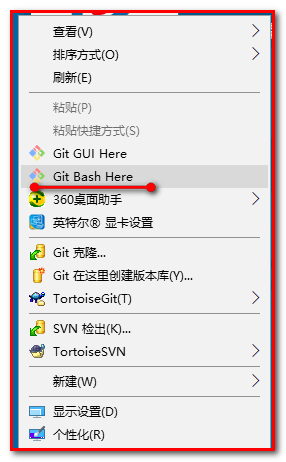 查看(V)
排序方式(O)
刷新(E)
粘贴(P)
粘贴快捷方式(S)
Git GUI Here
Git Bash Here
360桌面助手
英特尔® 显卡设置
Git 克隆...
Git 在这里创建版本库(Y)...
TortoiseGit(T)
SVN 检出(K)...
TortoiseSVN
新建(W)
显示设置(D)
个性化(R)